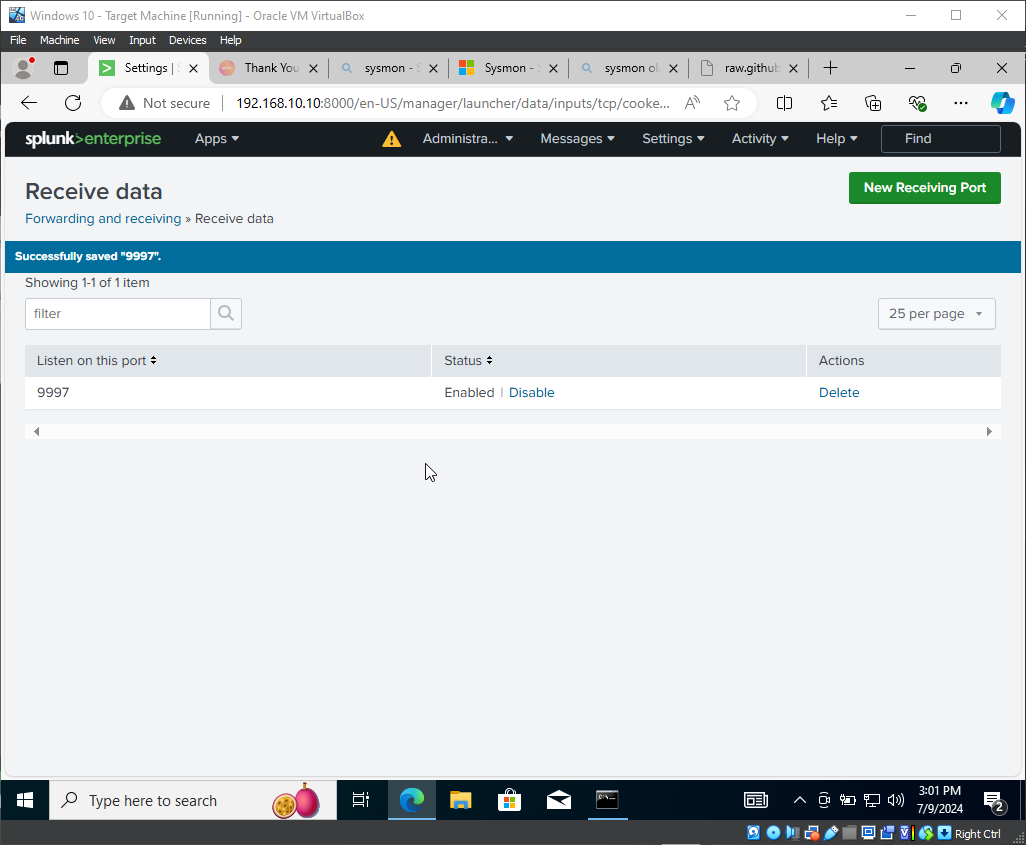 Windows 10 - Target Machine [Running] - Oracle VM VirtualBox
File Machine View Input Devices Help
Settings | Thank You sysmon - Sysmon - sysmon ol raw.github
Not secure 192.168.10.10:8000/en-US/manager/launcher/data/inputs/tcp/cooke...
splunk>enterprise Apps Administra... Messages Settings Activity Help Find
Receive data New Receiving Port
Forwarding and receiving » Receive data
Successfully saved "9997".
Showing 1-1 of 1 item
filter 25 per page
Listen on this port Status Actions
9997 Enabled | Disable Delete
Type here to search 3:01 PM
7/9/2024 2
Right Ctrl